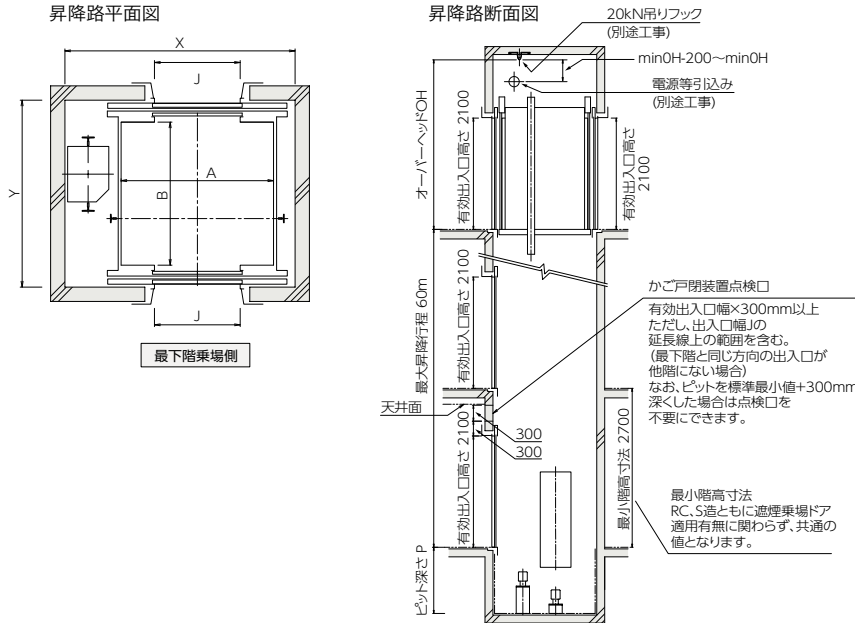 昇降路平面図
X
J
Y
A
B
J
最下階乗場側
昇降路断面図
20kN吊りフック
(別途工事)
min0H-200～min0H
電源等引込み
(別途工事)
オーバーヘッドOH
有効出入口高さ 2100
有効出入口高さ
2100
最大昇降行程 60m
有効出入口高さ 2100
かご戸閉装置点検口
有効出入口幅×300mm以上
ただし、出入口幅Jの
延長線上の範囲を含む。
(最下階と同じ方向の出入口が
他階にない場合)
なお、ピットを標準最小値+300mm
深くした場合は点検口を
不要にできます。
天井面
300
300
有効出入口高さ 2100
最小階高寸法 2700
最小階高寸法
RC、S造ともに遮煙乗場ドア
適用有無に関わらず、共通の
値となります。
ピット深さ P